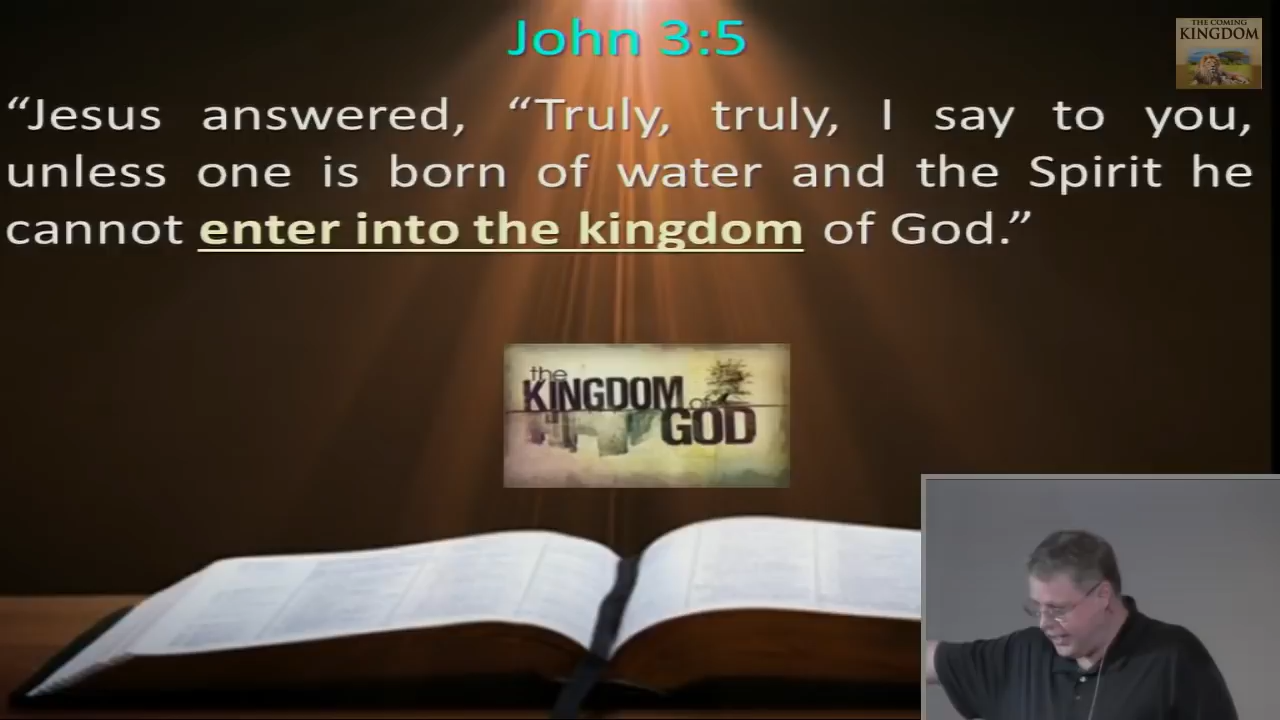 John 3:5
THE COMING
KINGDOM
“Jesus answered, “Truly, truly, I say to you,
unless one is born of water and the Spirit he
cannot enter into the kingdom of God.”
the
KINGDOM of
GOD